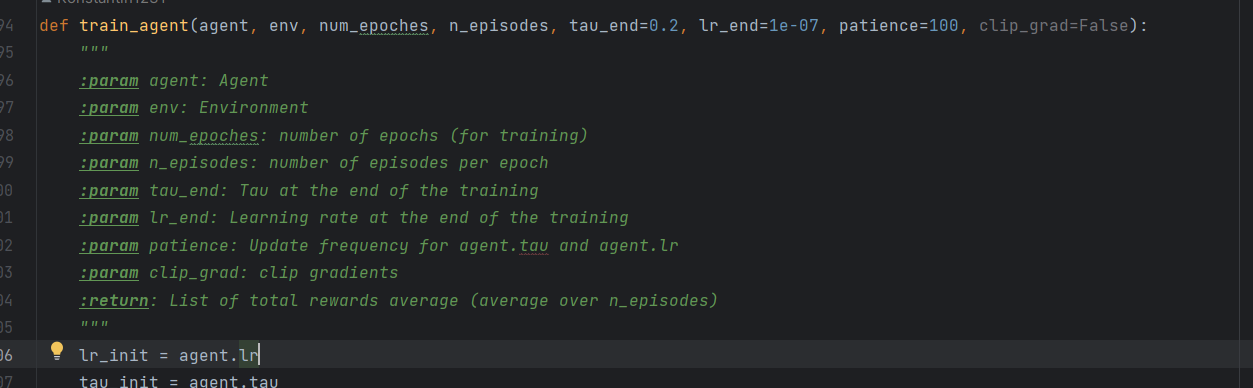 94 def train_agent(agent, env, num_epoches, n_episodes, tau_end=0.2, lr_end=1e-07, patience=100, clip_grad=False):
95 """
96 :param agent: Agent
97 :param env: Environment
98 :param num_epoches: number of epochs (for training)
99 :param n_episodes: number of episodes per epoch
00 :param tau_end: Tau at the end of the training
01 :param lr_end: Learning rate at the end of the training
02 :param patience: Update frequency for agent.tau and agent.lr
03 :param clip_grad: clip gradients
04 :return: List of total rewards average (average over n_episodes)
05 """
06 lr_init = agent.lr
07 tau_init = agent.tau